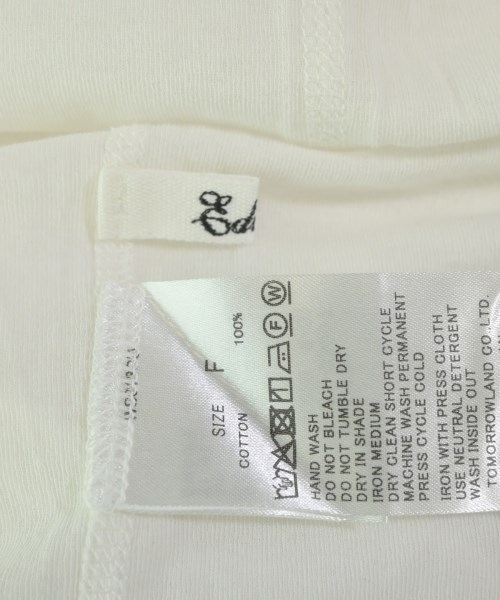 Ed
SIZE F
COTTON 100%
HAND WASH
DO NOT BLEACH
DO NOT TUMBLE DRY
DRY IN SHADE
IRON MEDIUM
DRY CLEAN SHORT CYCLE
MACHINE WASH PERMANENT
PRESS CYCLE COLD
IRON WITH PRESS CLOTH
USE NEUTRAL DETERGENT
WASH INSIDE OUT
TOMORROWLAND CO.,LTD.